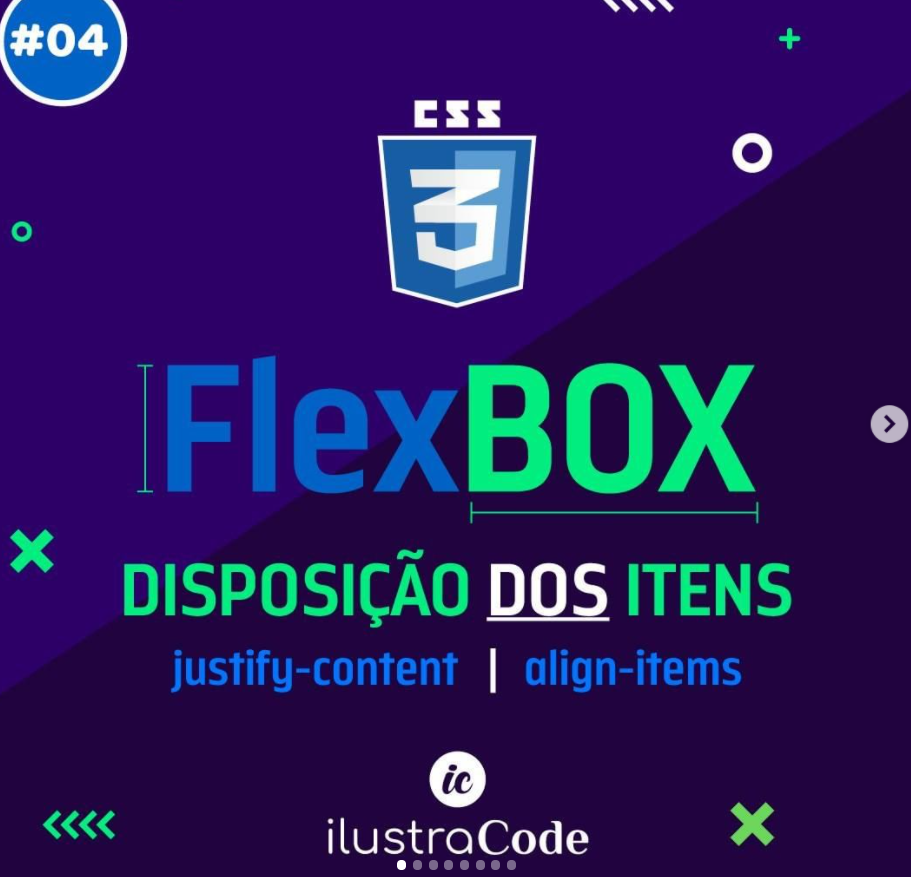 #04
CSS
3
FlexBOX
DISPOSIÇÃO DOS ITENS
justify-content | align-items
ic
ilustraCode